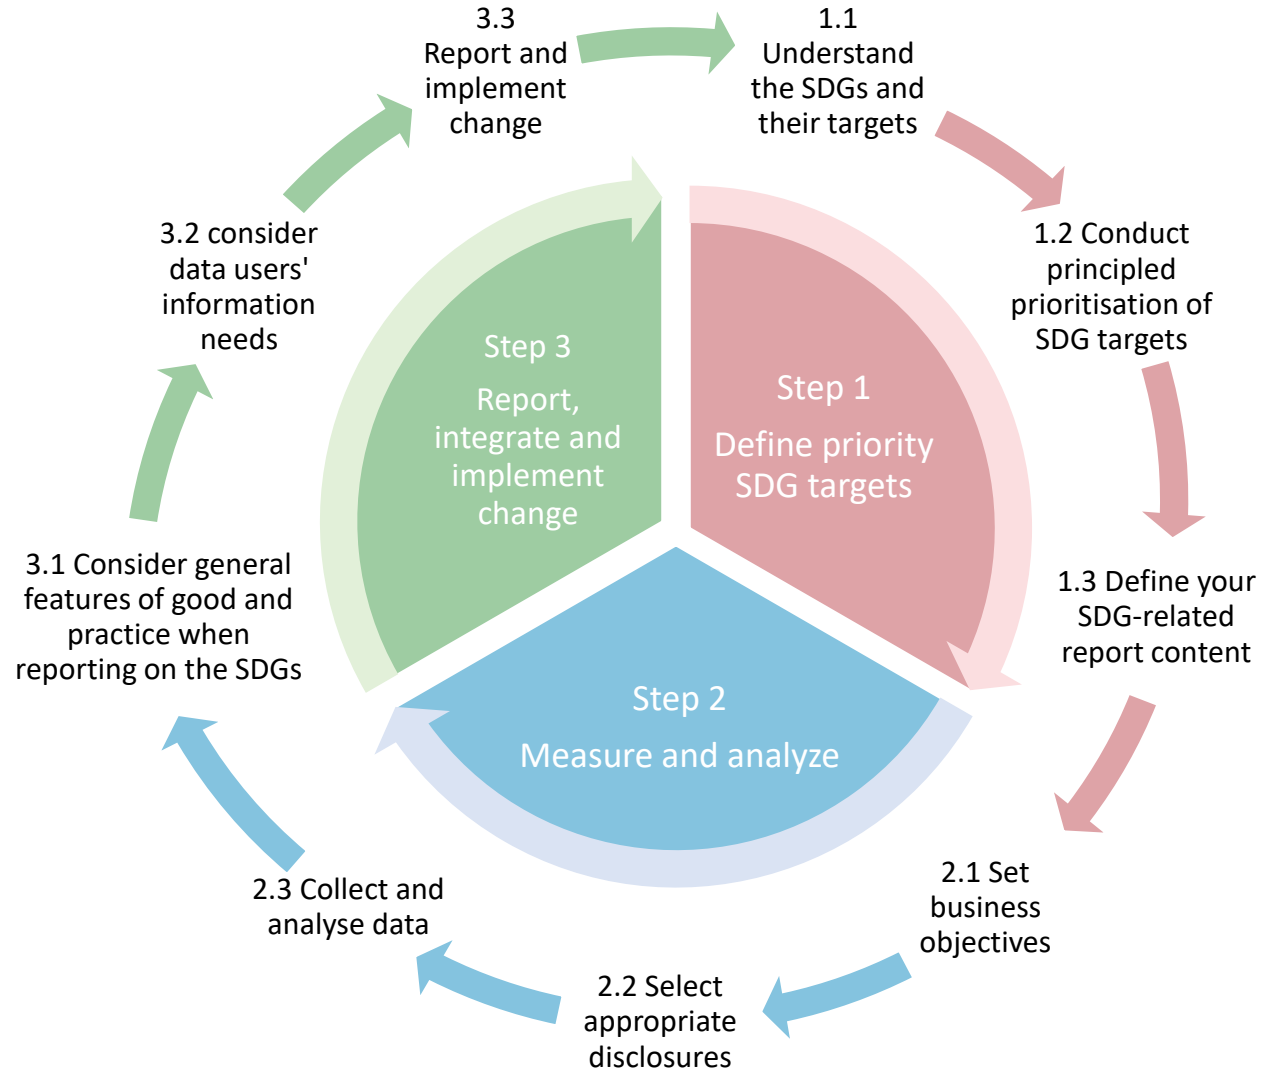 3.3
Report and
implement
change
1.1
Understand
the SDGs and
their targets
1.2 Conduct
principled
prioritisation of
SDG targets
1.3 Define your
SDG-related
report content
2.1 Set
business
objectives
2.2 Select
appropriate
disclosures
2.3 Collect and
analyse data
3.1 Consider general
features of good and
practice when
reporting on the SDGs
3.2 consider
data users'
information
needs
Step 1
Define priority
SDG targets
Step 2
Measure and analyze
Step 3
Report,
integrate and
implement
change